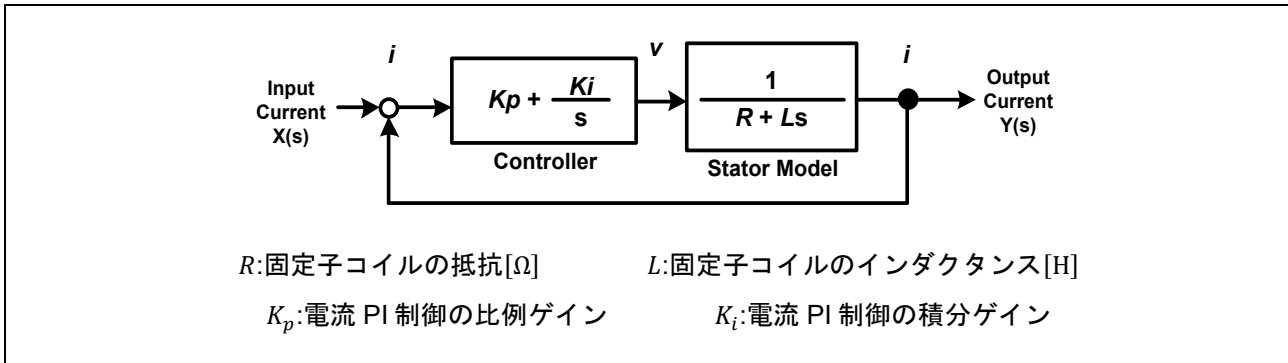 i
v
i
Input
Current
X(s)
Kp + Ki/s
1/(R + Ls)
Output
Current
Y(s)
Controller
Stator Model
R:固定子コイルの抵抗[Ω] L:固定子コイルのインダクタンス[H]
K_p:電流 PI 制御の比例ゲイン K_i:電流 PI 制御の積分ゲイン